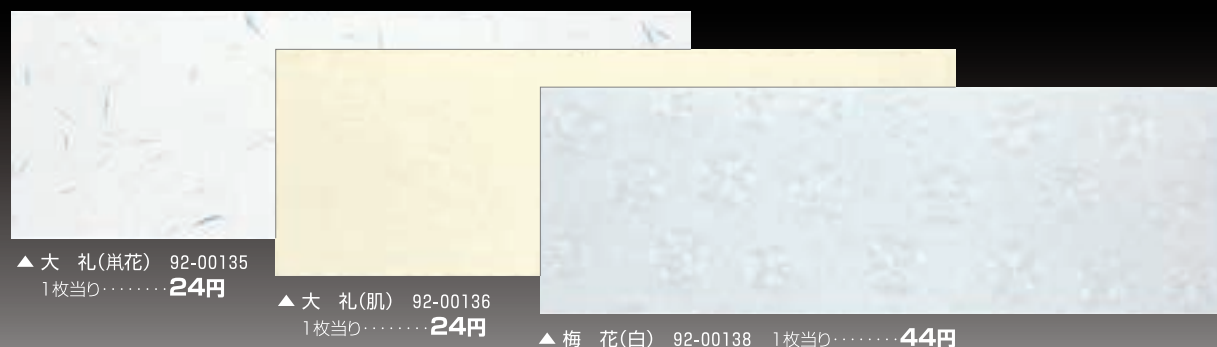 ▲ 大　礼(凧花)　92-00135
1枚当り········24円
▲ 大　礼(肌)　92-00136
1枚当り········24円
▲ 梅　花(白)　92-00138　1枚当り········44円